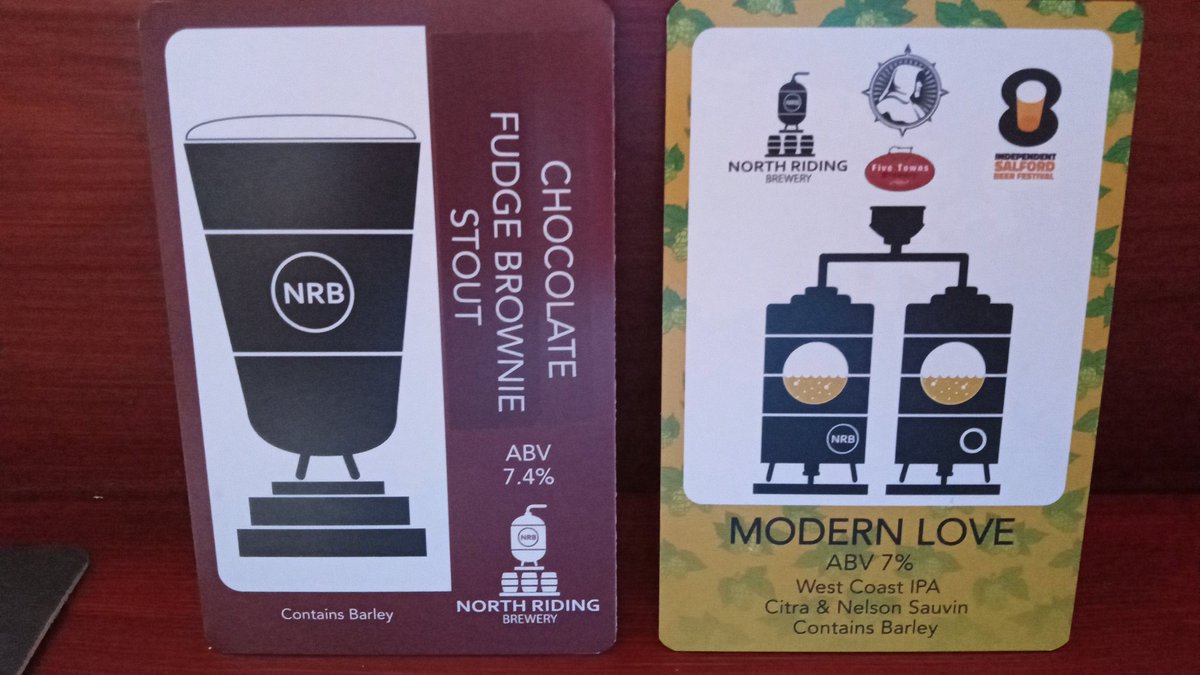 NRB
CHOCOLATE
FUDGE BROWNIE
STOUT
ABV
7.4%
NRB
NORTH RIDING
BREWERY
Contains Barley
NRB
NORTH RIDING
BREWERY
Five Towns
INDEPENDENT
SALFORD
BEER FESTIVAL
NRB
MODERN LOVE
ABV 7%
West Coast IPA
Citra & Nelson Sauvin
Contains Barley